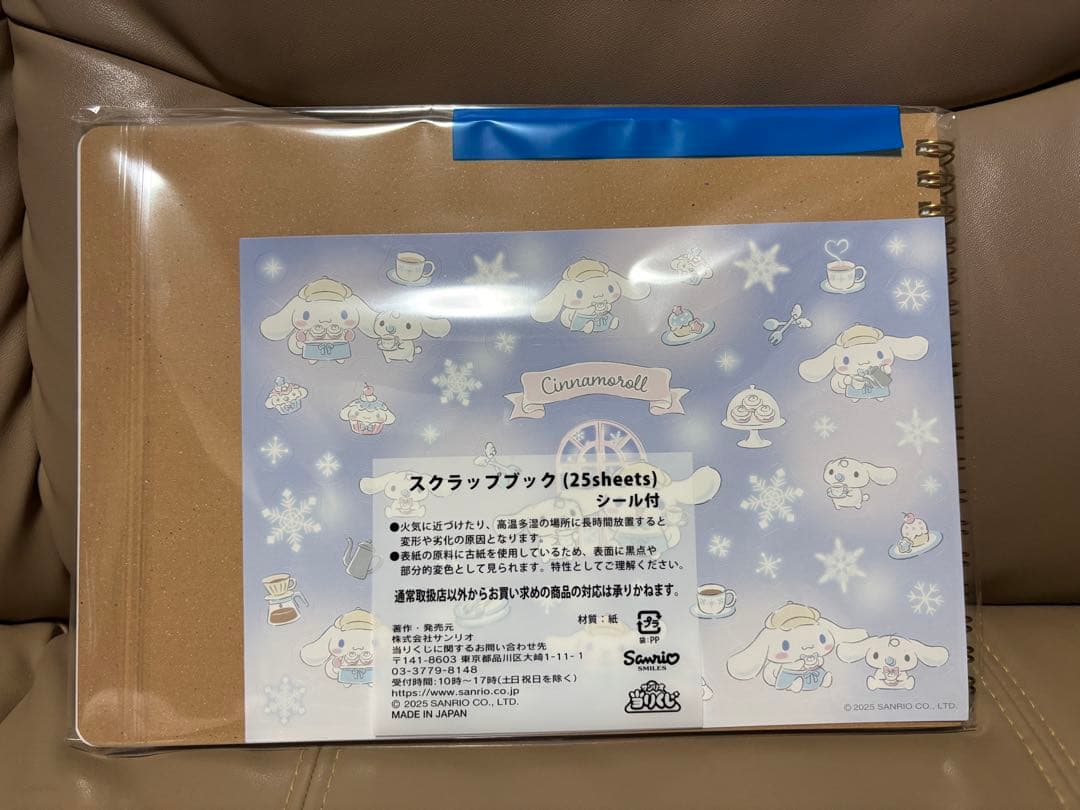 Cinnamoroll
スクラップブック(25sheets)
シール付
●火気に近づけたり、高温多湿の場所に長時間放置すると
変形や劣化の原因となります。
●表紙の原料に古紙を使用しているため、表面に黒点や
部分的変色として見られます。特性としてご理解ください。
通常取扱店以外からお買い求めの商品の対応は承りかねます。
材質：紙
プラ
袋：PP
著作・発売元
株式会社サンリオ
当りくじに関するお問い合わせ先
〒141-8603 東京都品川区大崎1-11-1
03-3779-8148
受付時間：10時～17時(土日祝日を除く)
https://www.sanrio.co.jp
© 2025 SANRIO CO., LTD.
MADE IN JAPAN
Sanrio
SMILES
サンリオ
当りくじ
© 2025 SANRIO CO., LTD.